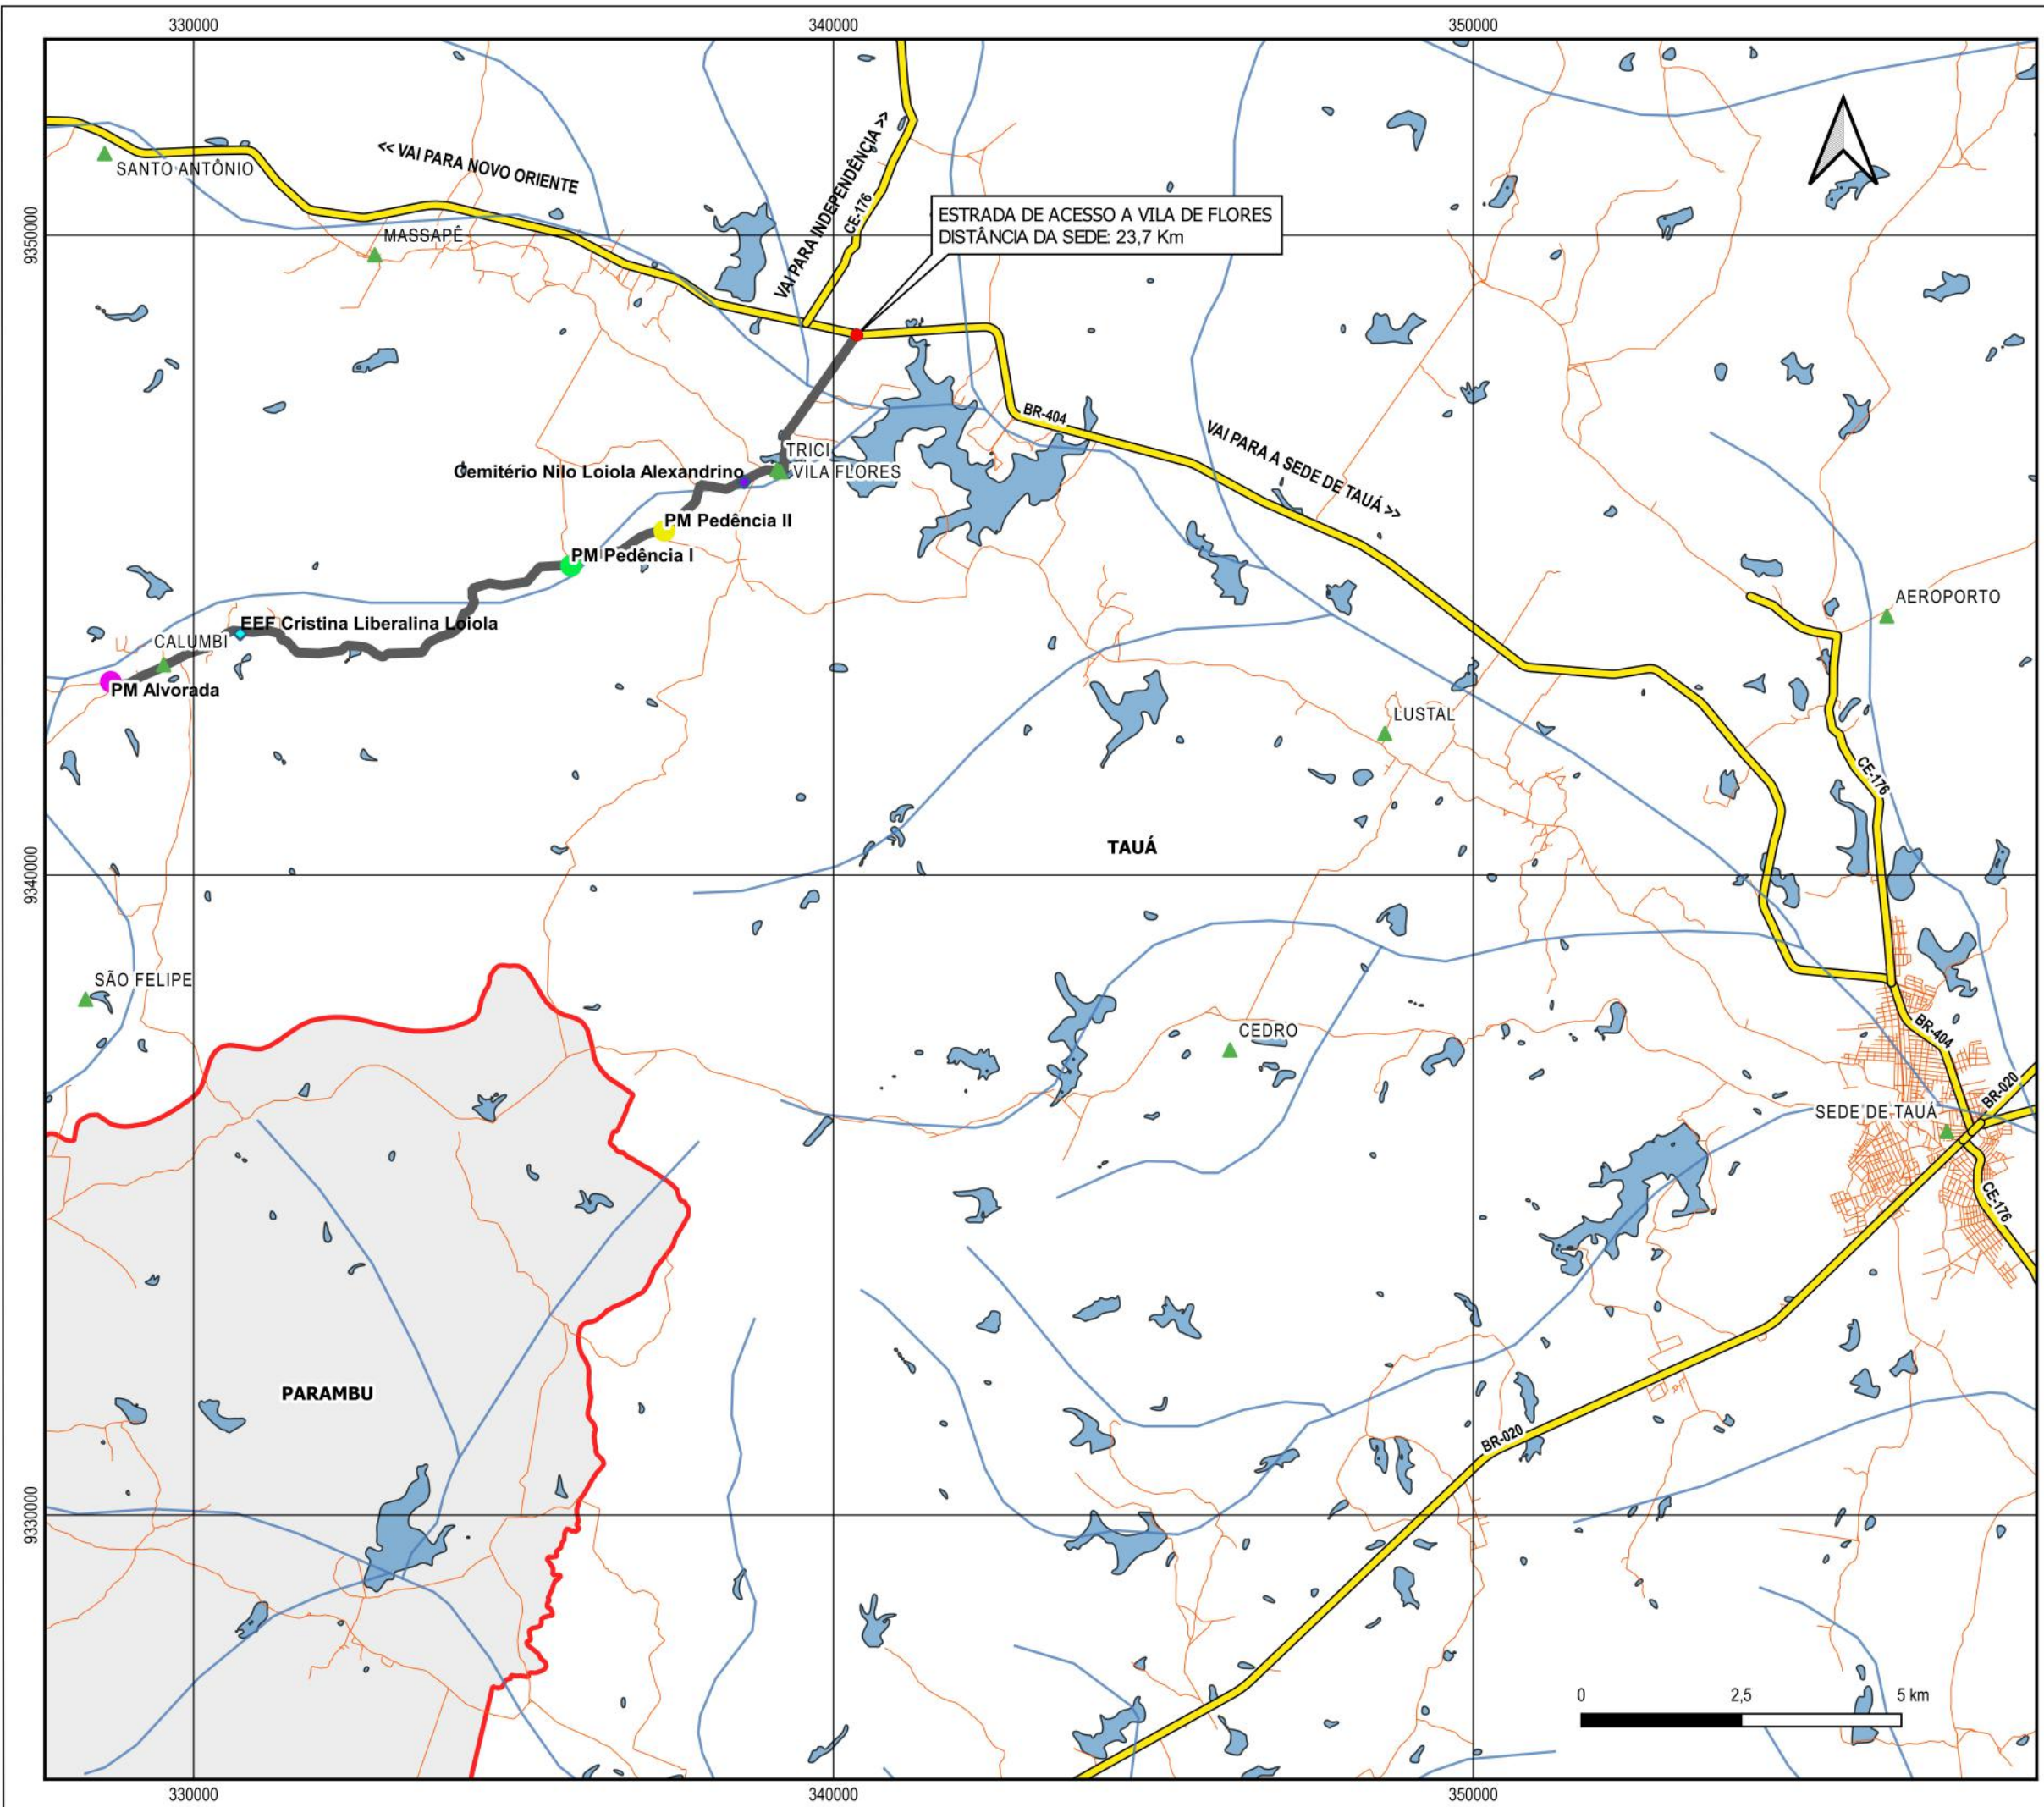 330000
340000
350000
9350000
9340000
9330000
SANTO ANTÔNIO
<< VAI PARA NOVO ORIENTE
VAI PARA INDEPENDÊNCIA >>
CE-176
MASSAPÊ
ESTRADA DE ACESSO A VILA DE FLORES
DISTÂNCIA DA SEDE: 23,7 Km
BR-404
VAI PARA A SEDE DE TAUÁ >>
TRICI
VILA FLORES
Cemitério Nilo Loiola Alexandrino
PM Pedência II
PM Pedência I
EEF Cristina Liberalina Loiola
CALUMBI
PM Alvorada
AEROPORTO
LUSTAL
CE-176
TAUÁ
SÃO FELIPE
CEDRO
BR-404
BR-020
SEDE DE TAUÁ
CE-176
PARAMBU
BR-020
0
2,5
5 km
330000
340000
350000